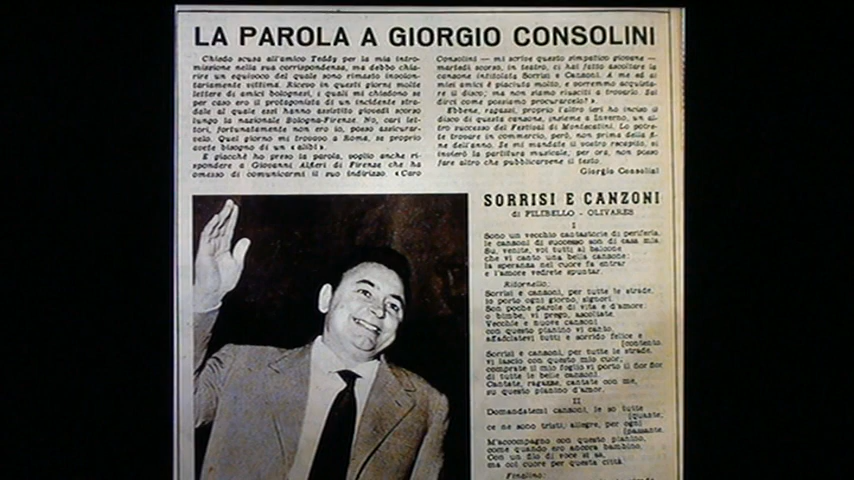 LA PAROLA A GIORGIO CONSOLINI
Chiedo scusa all'amico Teddy per la mia intro-
missione nella sua corrispondenza, ma debbo chia-
rire un equivoco del quale sono rimasto insolon-
tariamente vittima. Ricevo in questi giorni molte
lettere di amici bolognesi, i quali mi chiedono se
per caso ero il protagonista di un incidente stra-
dale al quale essi hanno assistito giovedì scorso
lungo la nazionale Bologna-Firenze. No, cari let-
tori, fortunatamente non ero io, posso assicurar-
velo. Quel giorno mi trovavo a Roma, se proprio
avete bisogno di un « alibi ».
E giacchè ho preso la parola, voglio anche ri-
spondere a Giovanni Alfieri di Firenze che ha
omesso di comunicarmi il suo indirizzo. « Caro
Consolini — mi scrive questo simpatico giovane —
martedì scorso, in teatro, ci hai fatto ascoltare la
canzone intitolata Sorrisi e Canzoni. A me ed ai
miei amici è piaciuta molto, e vorremmo acquista-
re il disco; ma non siamo riusciti a trovarlo. Sai
dirci come possiamo procurarcelo? ».
Ebbene, ragazzi, proprio l'altro ieri ho inciso il
disco di questa canzone, insieme a Inverno, un al-
tro successo del Festival di Montecatini. Lo potre-
te trovare in commercio, però, non prima della fi-
ne dell'anno. Se mi mandate il vostro recapito, vi
invierò la partitura musicale; per ora, non posso
fare altro che pubblicarvene il testo.
Giorgio Consolini
SORRISI E CANZONI
di FILIBELLO - OLIVARES
I
Sono un vecchio cantastorie di periferia,
le canzoni di successo son di casa mia.
Su, venite, voi tutti al balcone
che vi canto una bella canzone:
la speranza nel cuore fa entrar
e l'amore vedrete spuntar.
Ritornello:
Sorrisi e canzoni, per tutte le strade,
io porto ogni giorno, signori.
Son poche parole di vita e d'amore:
o bimbe, vi prego, ascoltate.
Vecchie e nuove canzoni
con questo pianino vi canto,
affacciatevi tutti e sorrido felice e
[contento.
Sorrisi e canzoni, per tutte le strade,
vi lascio con questo mio cuor,
comprate il mio foglio vi porto il fior fior
di tutte le belle canzoni.
Cantate, ragazze, cantate con me,
su questo pianino d'amor.
II
Domandatemi canzoni, le so tutte
[quante,
ce ne sono tristi, allegre, per ogni
[passante.
M'accompagno con questo pianino,
come quando ero ancora bambino.
Con un filo di voce si sa,
ma col cuore per questa città.
Finalino: